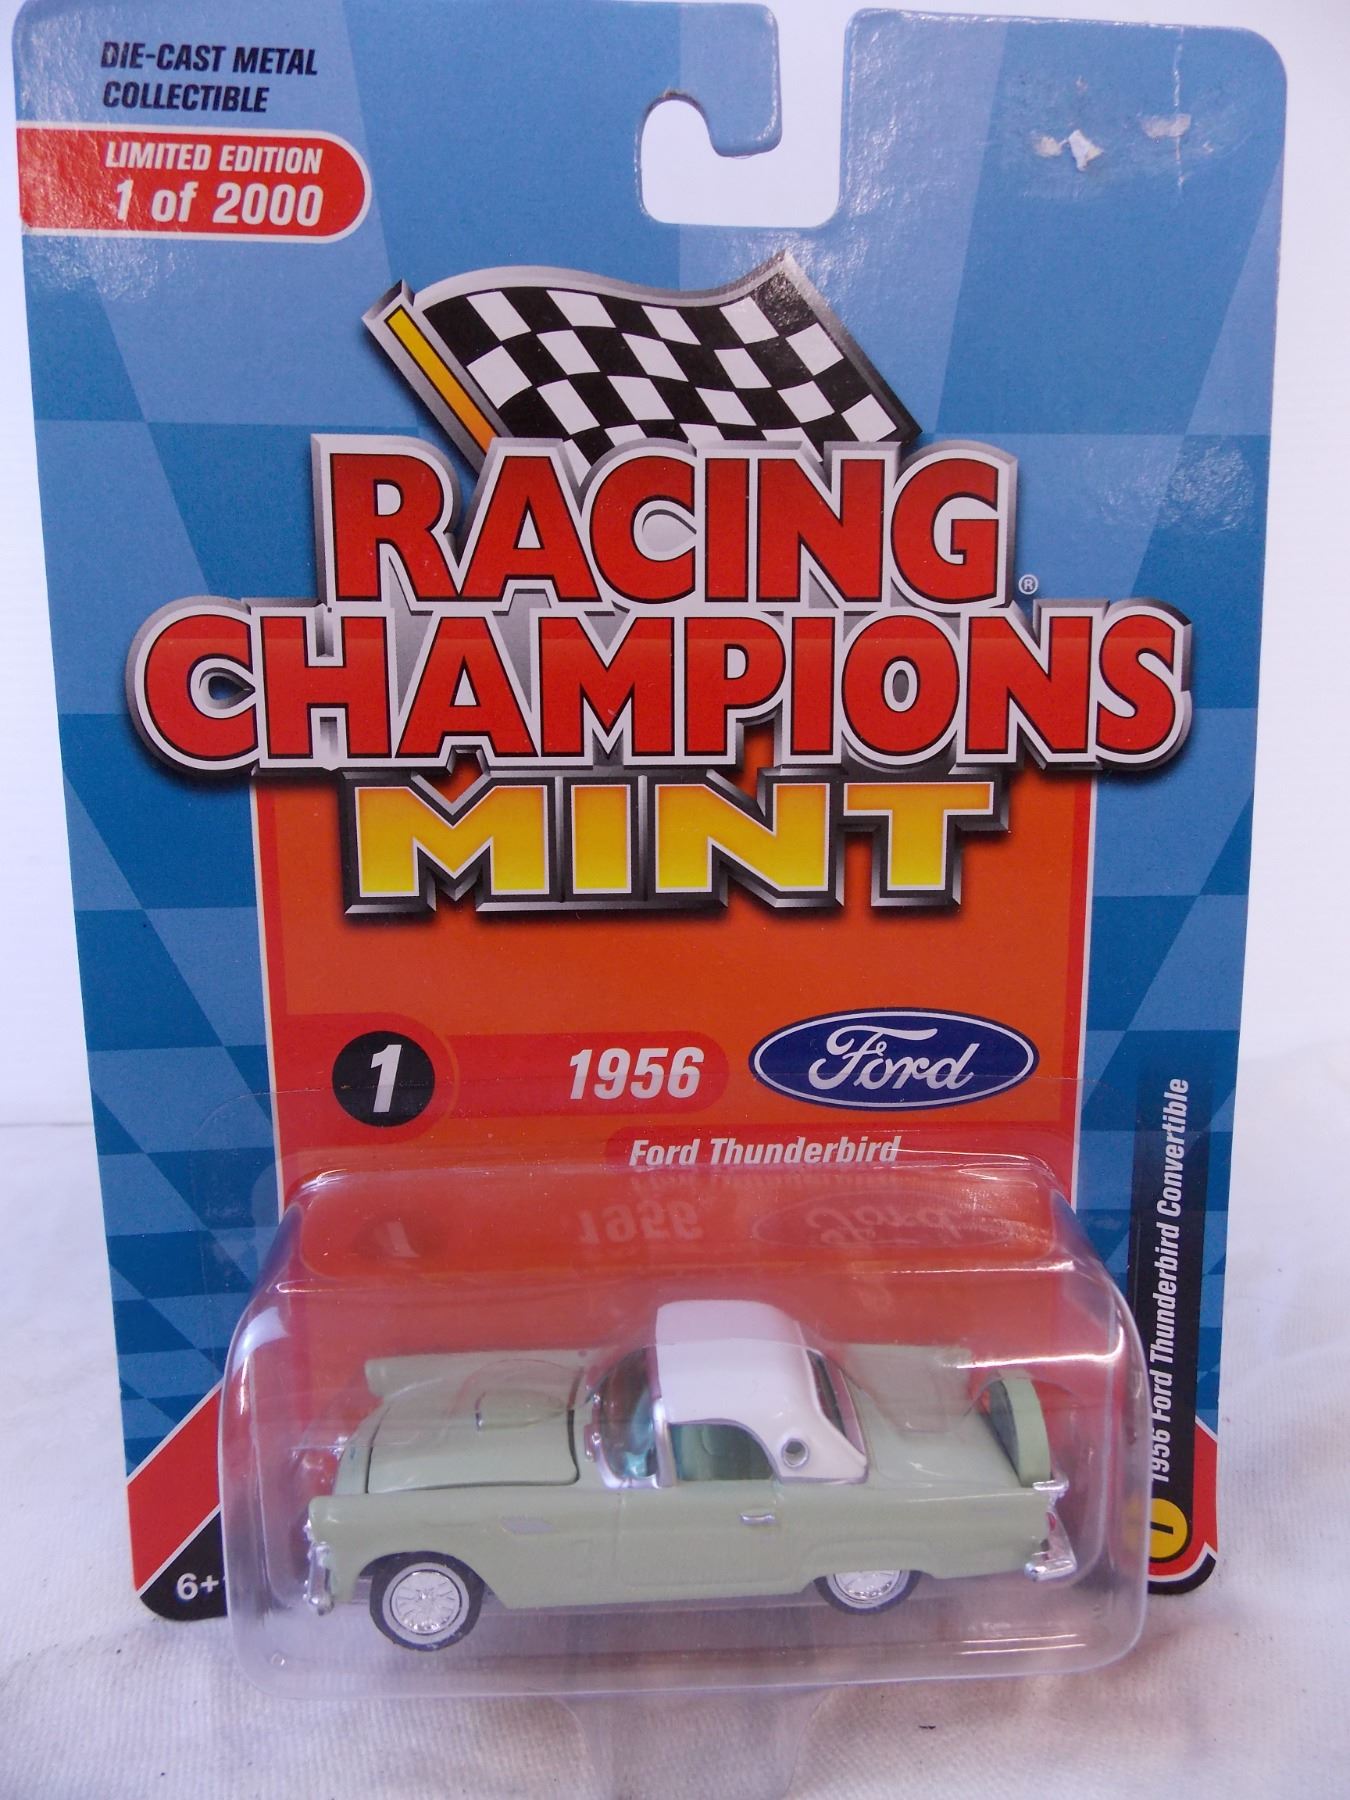 DIE-CAST METAL
COLLECTIBLE
LIMITED EDITION
1 of 2000
RACING
CHAMPIONS®
MINT
1
1956
Ford
Ford Thunderbird
1956 Ford Thunderbird Convertible
1
6+